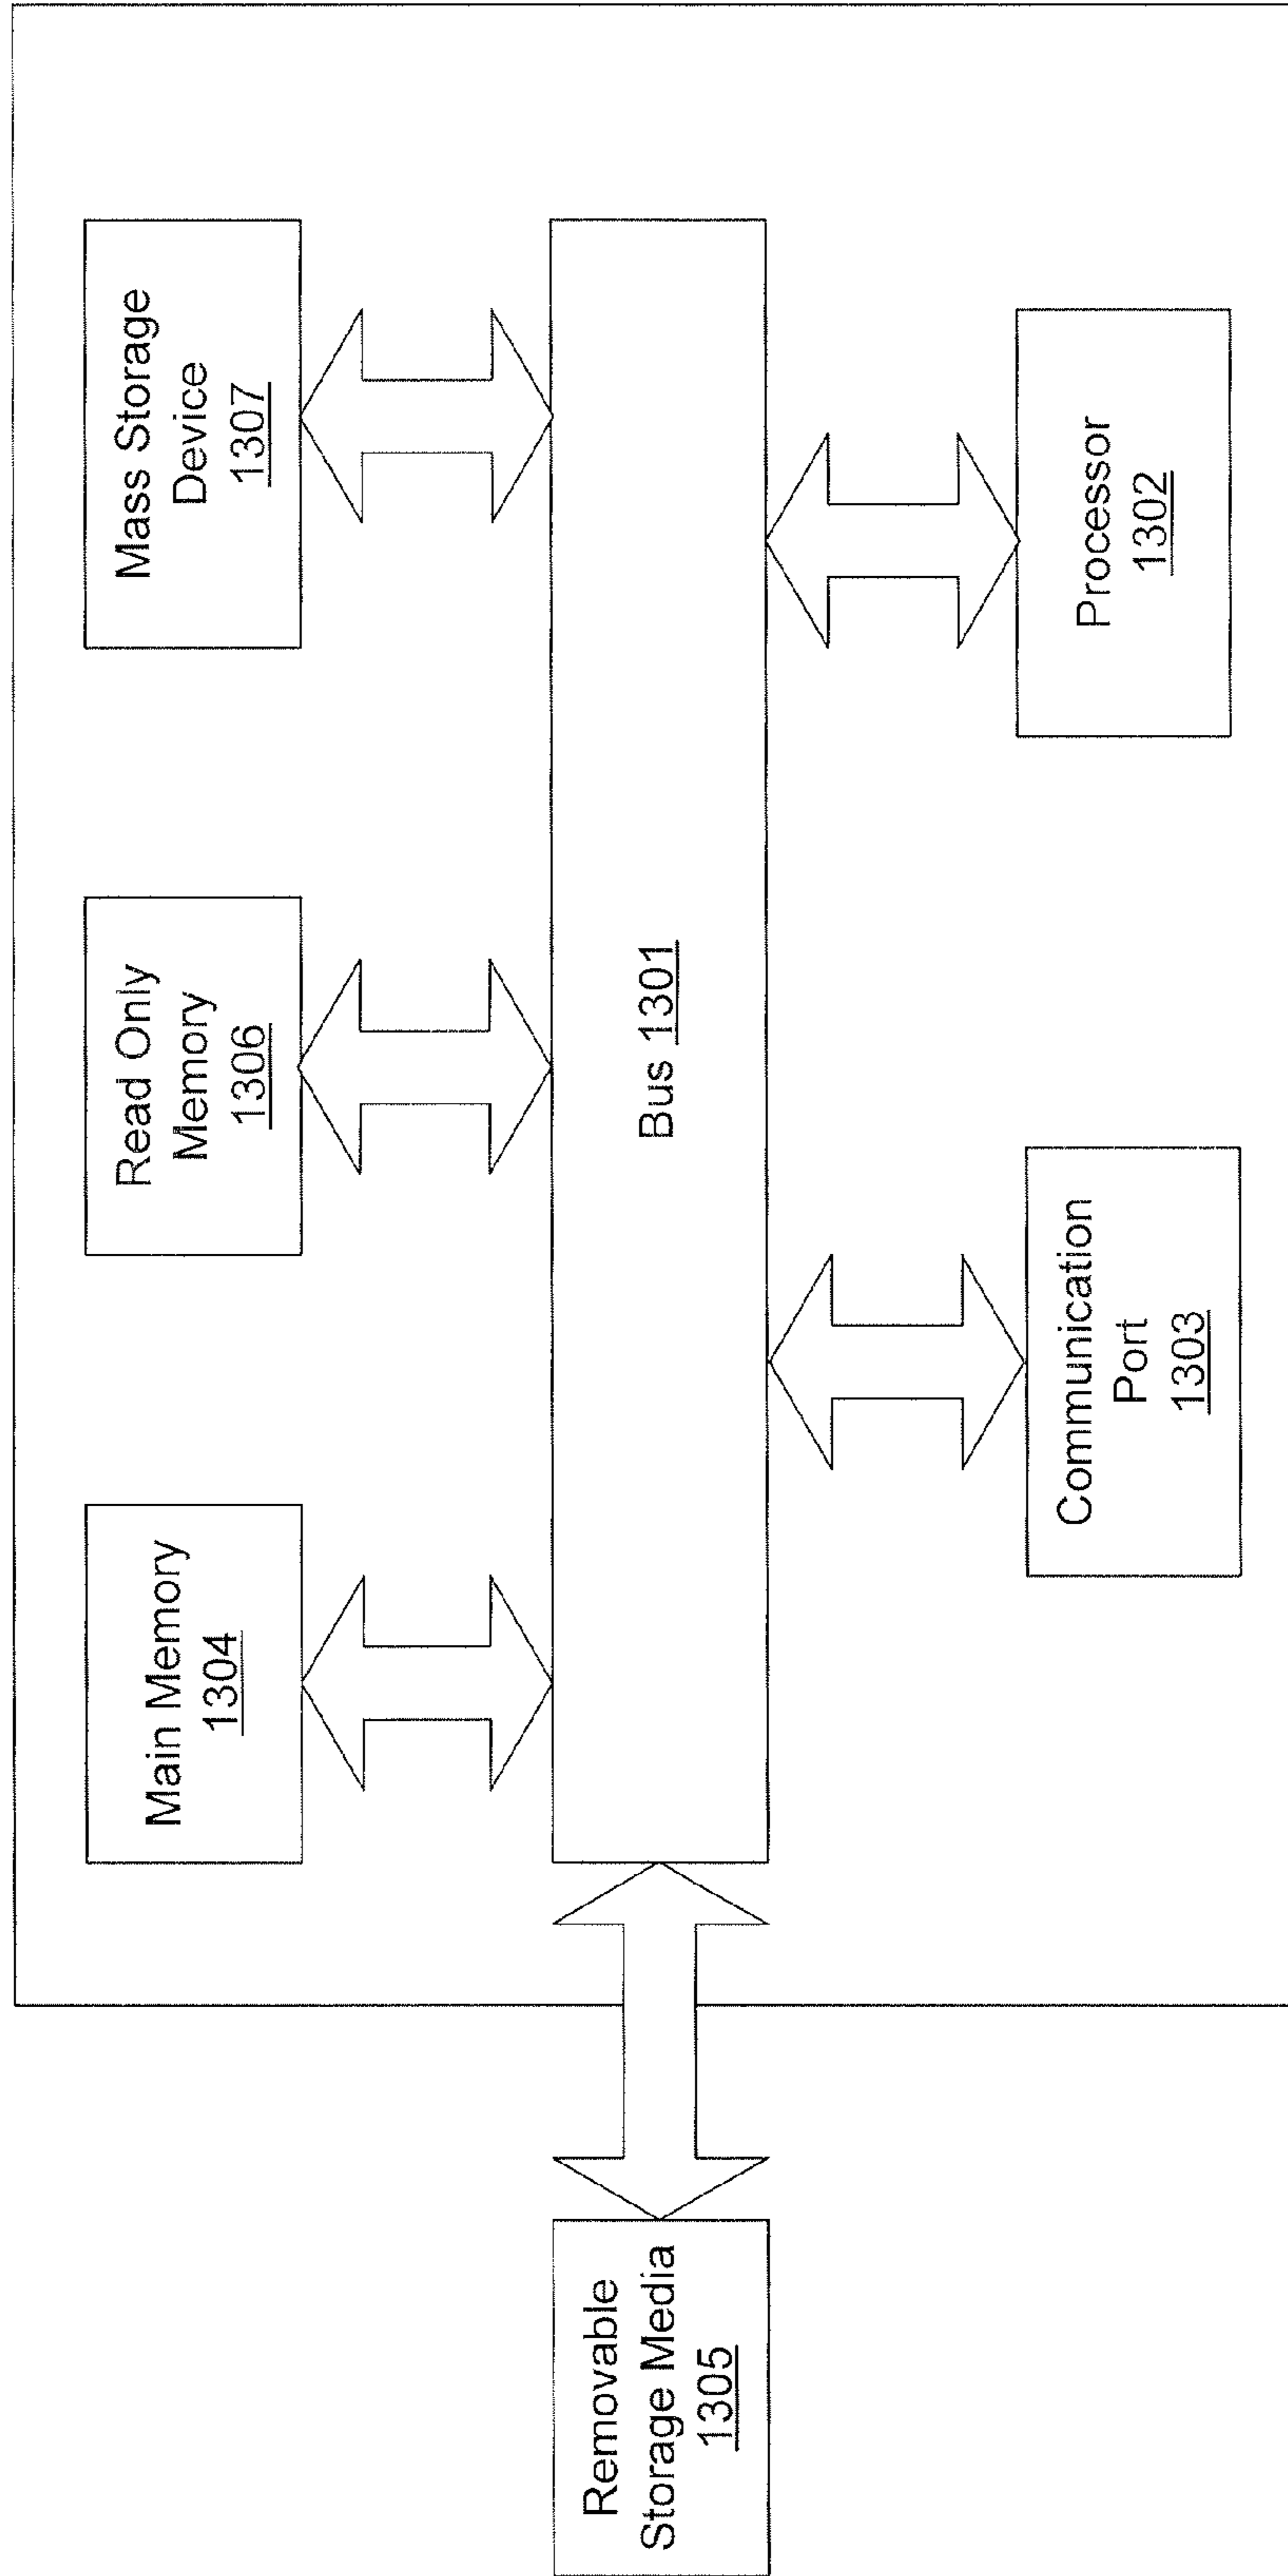 Main Memory
1304
Read Only
Memory
1306
Mass Storage
Device
1307
Removable
Storage Media
1305
Bus 1301
Communication
Port
1303
Processor
1302